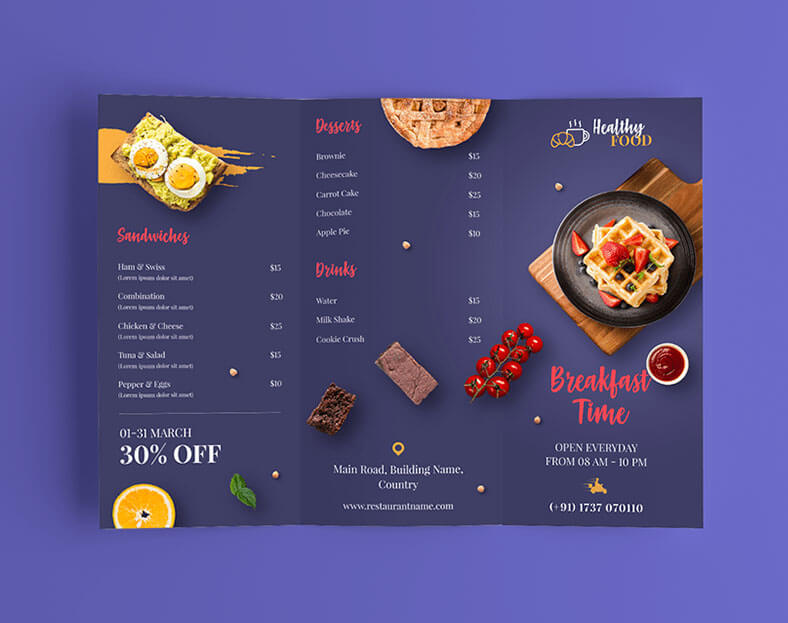 Sandwiches
Ham & Swiss $15
(Lorem ipsum dolor sit amet)
Combination $20
(Lorem ipsum dolor sit amet)
Chicken & Cheese $25
(Lorem ipsum dolor sit amet)
Tuna & Salad $15
(Lorem ipsum dolor sit amet)
Pepper & Eggs $10
(Lorem ipsum dolor sit amet)
01-31 MARCH
30% OFF
Desserts
Brownie $15
Cheesecake $20
Carrot Cake $25
Chocolate $15
Apple Pie $10
Drinks
Water $15
Milk Shake $20
Cookie Crush $25
Main Road, Building Name,
Country
www.restaurantname.com
Healthy
FOOD
Breakfast
Time
OPEN EVERYDAY
FROM 08 AM - 10 PM
(+91) 1737 070110